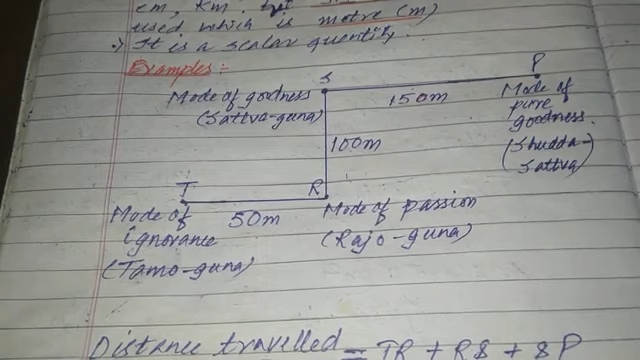 cm, Km.
used which is metre (m)
→ It is a scalar quantity.
Examples:-
S
P
Mode of goodness
(Sattva-guna)
150m
Mode of
pure
goodness.
(Shudda-
Sattva)
100m
T
R
Mode of
ignorance
(Tamo-guna)
50m
Mode of passion
(Rajo-guna)
Distance travelled = TR + RS + SP